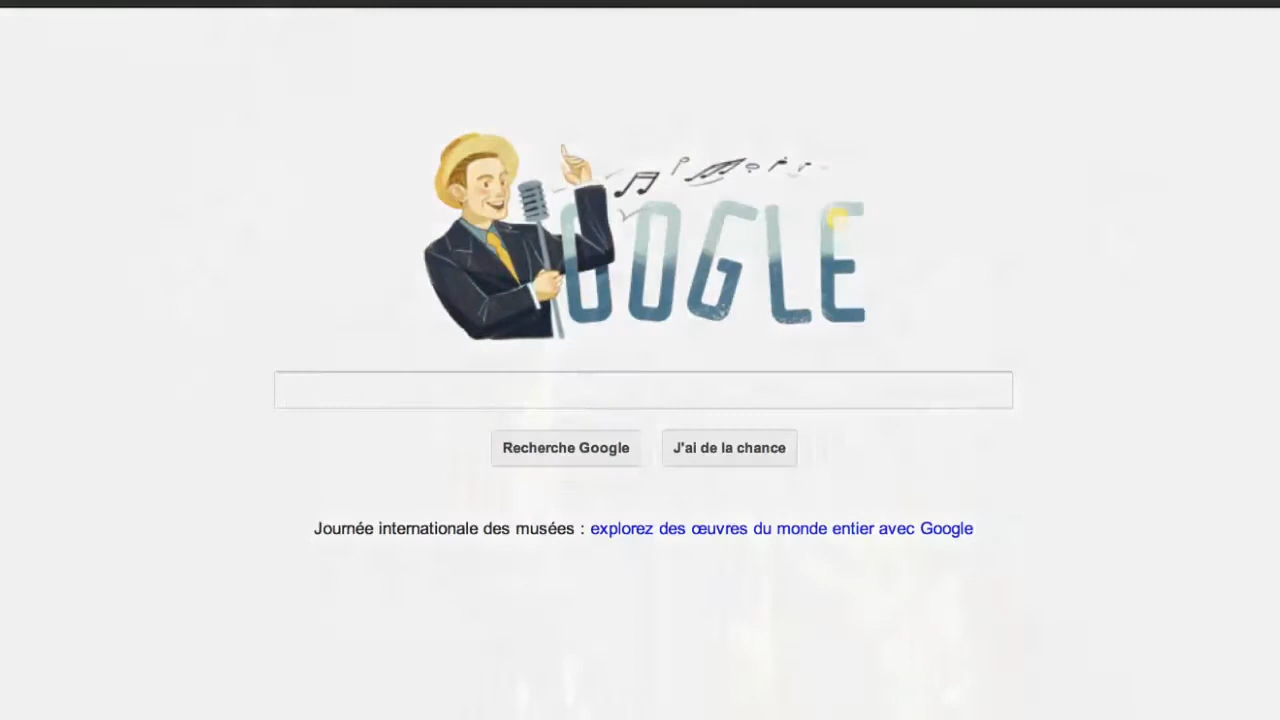 GOOGLE
Recherche Google
J'ai de la chance
Journée internationale des musées : explorez des œuvres du monde entier avec Google